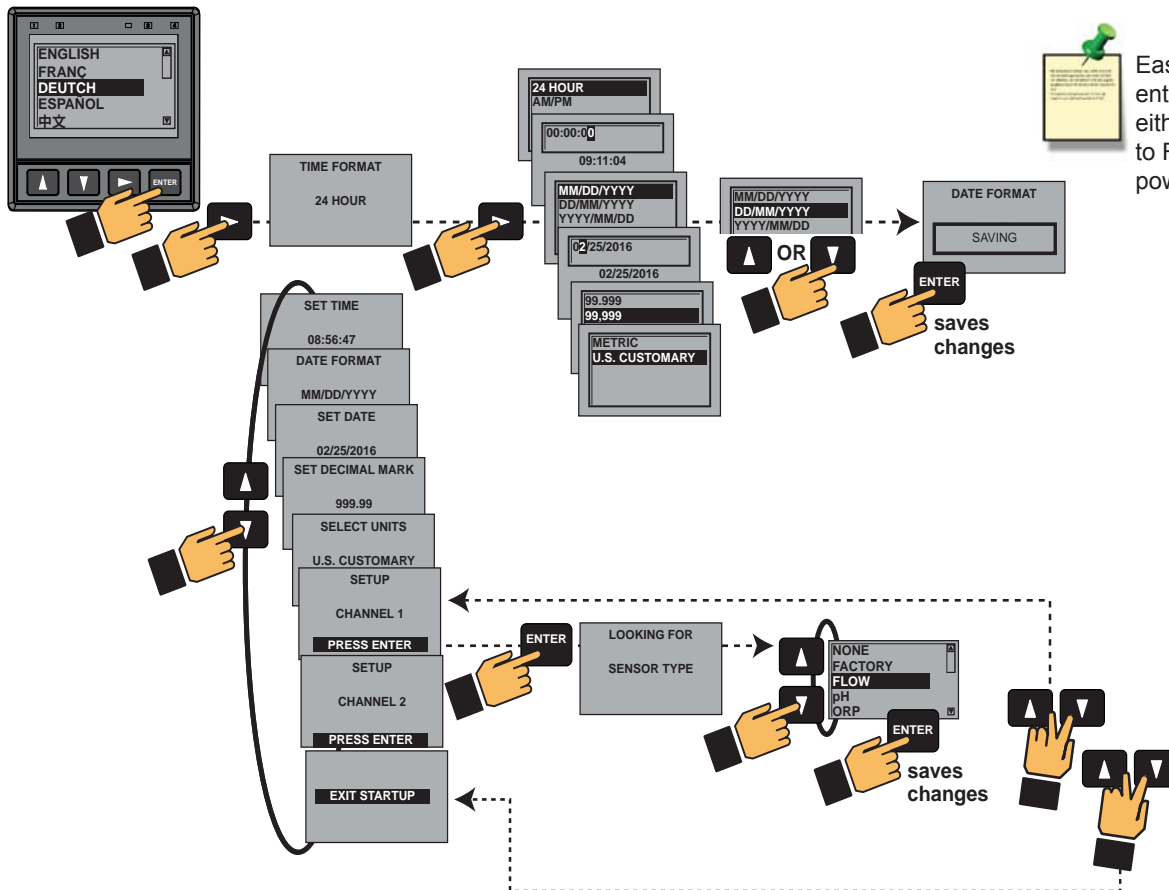 1 2 3 4
ENGLISH
FRANÇ
DEUTCH
ESPAÑOL
中文
ENTER
TIME FORMAT
24 HOUR
24 HOUR
AM/PM
00:00:00
09:11:04
MM/DD/YYYY
DD/MM/YYYY
YYYY/MM/DD
02/25/2016
02/25/2016
99.999
99,999
METRIC
U.S. CUSTOMARY
MM/DD/YYYY
DD/MM/YYYY
YYYY/MM/DD
OR
DATE FORMAT
SAVING
ENTER
saves
changes
Eas
ent
eith
to F
pow
SET TIME
08:56:47
DATE FORMAT
MM/DD/YYYY
SET DATE
02/25/2016
SET DECIMAL MARK
999.99
SELECT UNITS
U.S. CUSTOMARY
SETUP
CHANNEL 1
PRESS ENTER
SETUP
CHANNEL 2
PRESS ENTER
EXIT STARTUP
ENTER
LOOKING FOR
SENSOR TYPE
NONE
FACTORY
FLOW
pH
ORP
ENTER
saves
changes